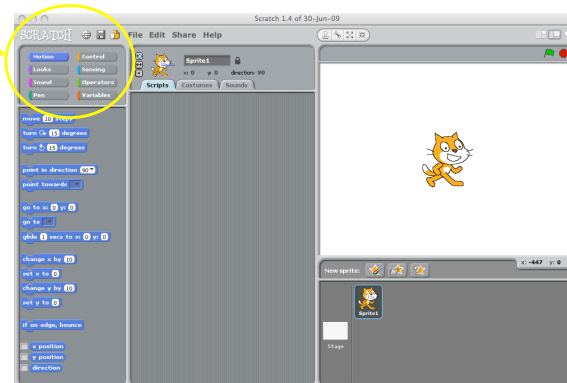 Scratch 1.4 of 30-Jun-09
SCRATCH File Edit Share Help
Motion Control
Looks Sensing
Sound Operators
Pen Variables
Sprite1
x: 0 y: 0 direction: 90
Scripts Costumes Sounds
move 10 steps
turn 15 degrees
turn 15 degrees
point in direction 90
point towards
go to x: 0 y: 0
go to
glide 1 secs to x: 0 y: 0
change x by 10
set x to 0
change y by 10
set y to 0
if on edge, bounce
x position
y position
direction
x: -447 y: 0
New sprite:
Sprite1
Stage